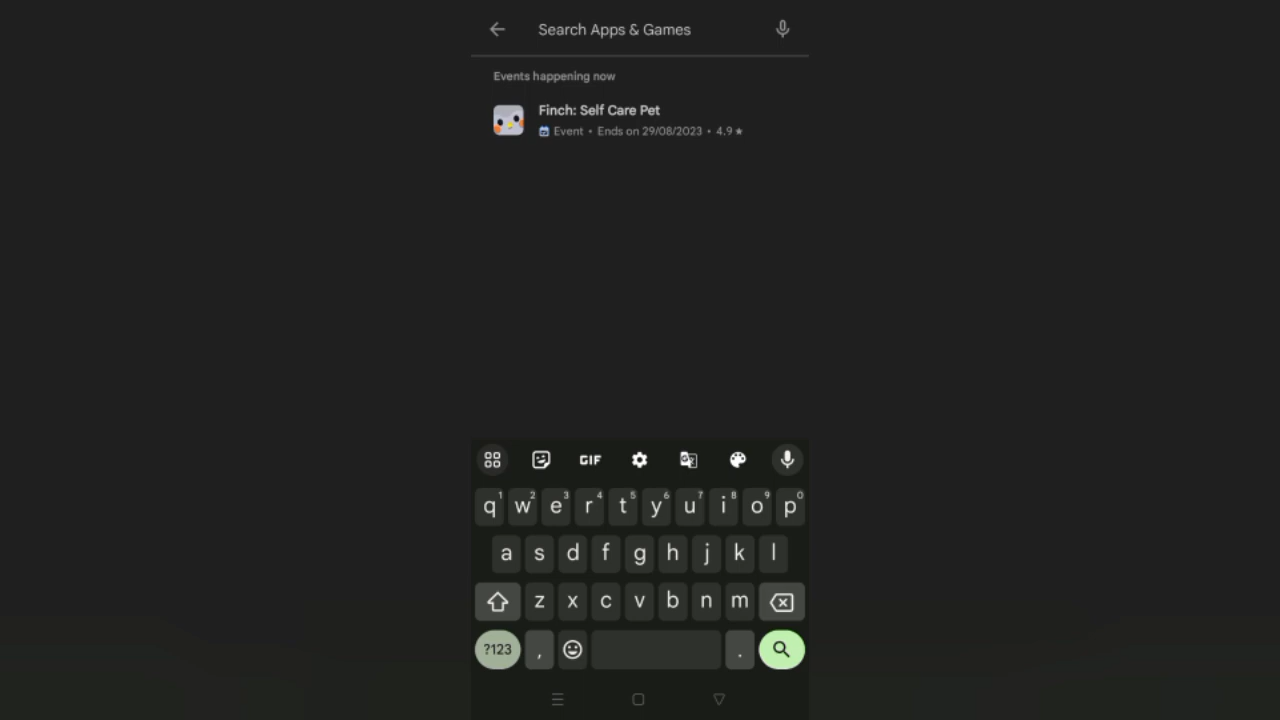 Search Apps & Games
Events happening now
Finch: Self Care Pet
Event • Ends on 29/08/2023 • 4.9 ★
GIF
q1 w2 e3 r4 t5 y6 u7 i8 o9 p0
a s d f g h j k l
z x c v b n m
?123 , .